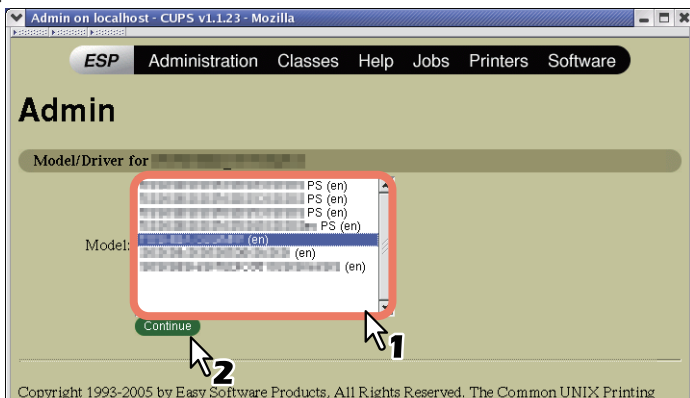 Admin on localhost - CUPS v1.1.23 - Mozilla
ESP Administration Classes Help Jobs Printers Software
Admin
Model/Driver for
PS (en)
PS (en)
PS (en)
PS (en)
Model: (en)
(en)
(en)
1
Continue
2
Copyright 1993-2005 by Easy Software Products, All Rights Reserved. The Common UNIX Printing